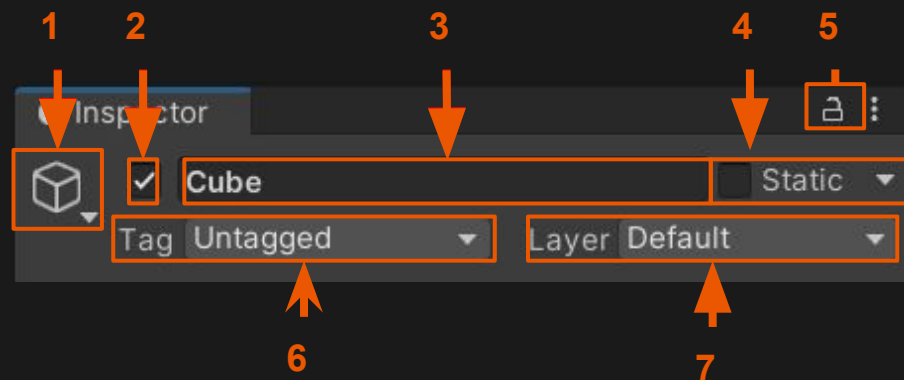 1 2 3 4 5
Inspector
Cube Static
Tag Untagged Layer Default
6 7